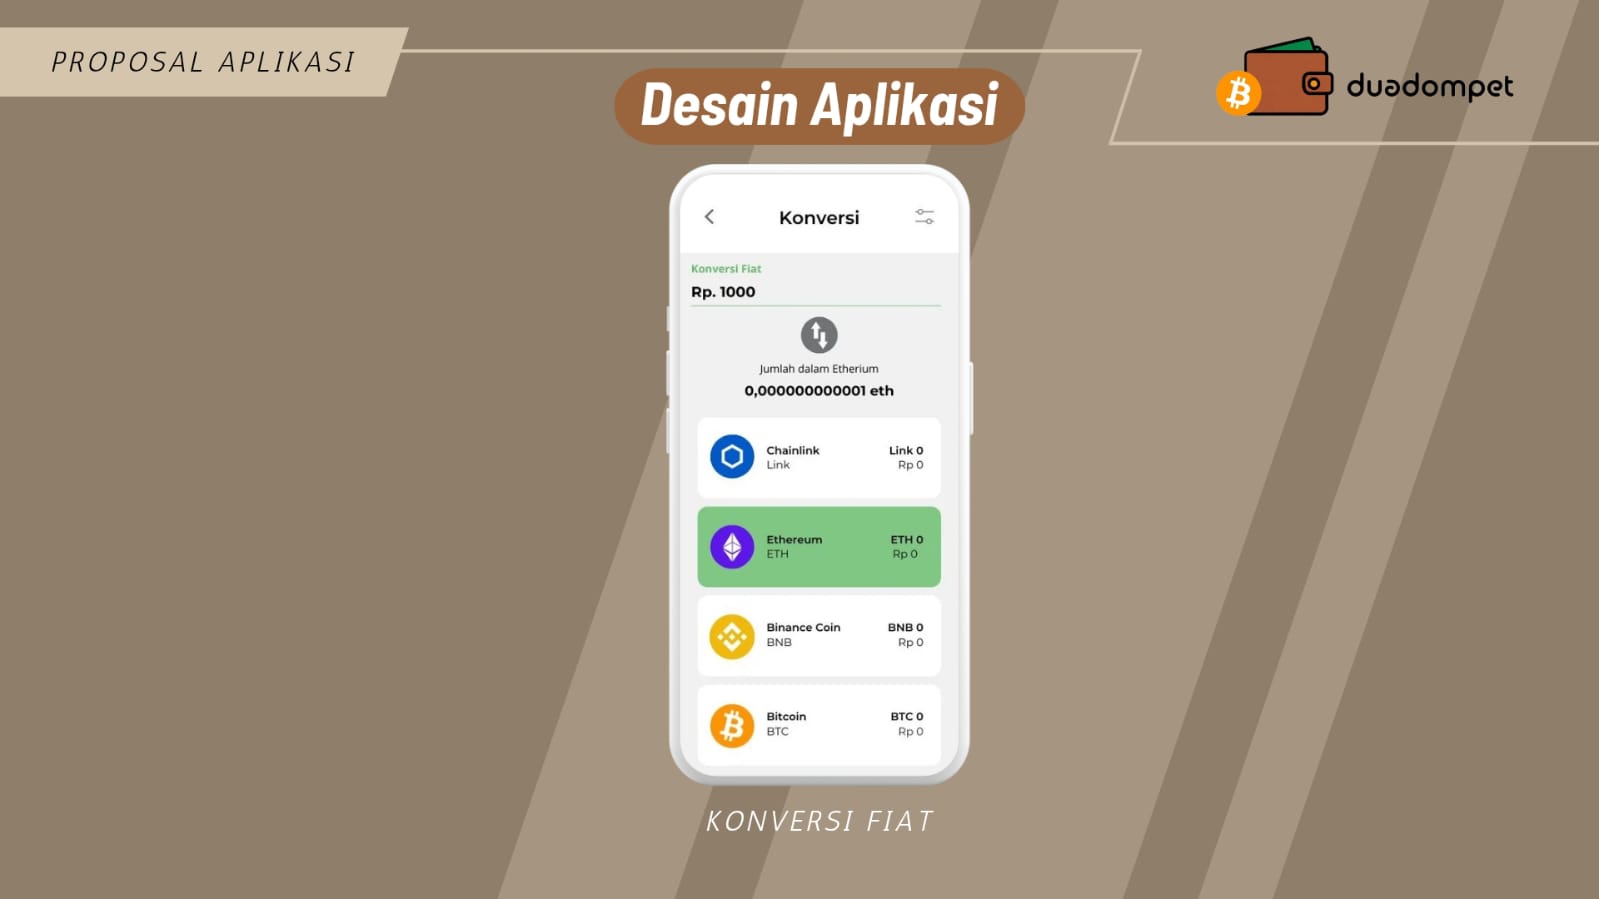 PROPOSAL APLIKASI
duadompet
Desain Aplikasi
Konversi
Konversi Fiat
Rp. 1000
Jumlah dalam Etherium
0,000000000001 eth
Chainlink Link 0
Link Rp 0
Ethereum ETH 0
ETH Rp 0
Binance Coin BNB 0
BNB Rp 0
Bitcoin BTC 0
BTC Rp 0
KONVERSI FIAT